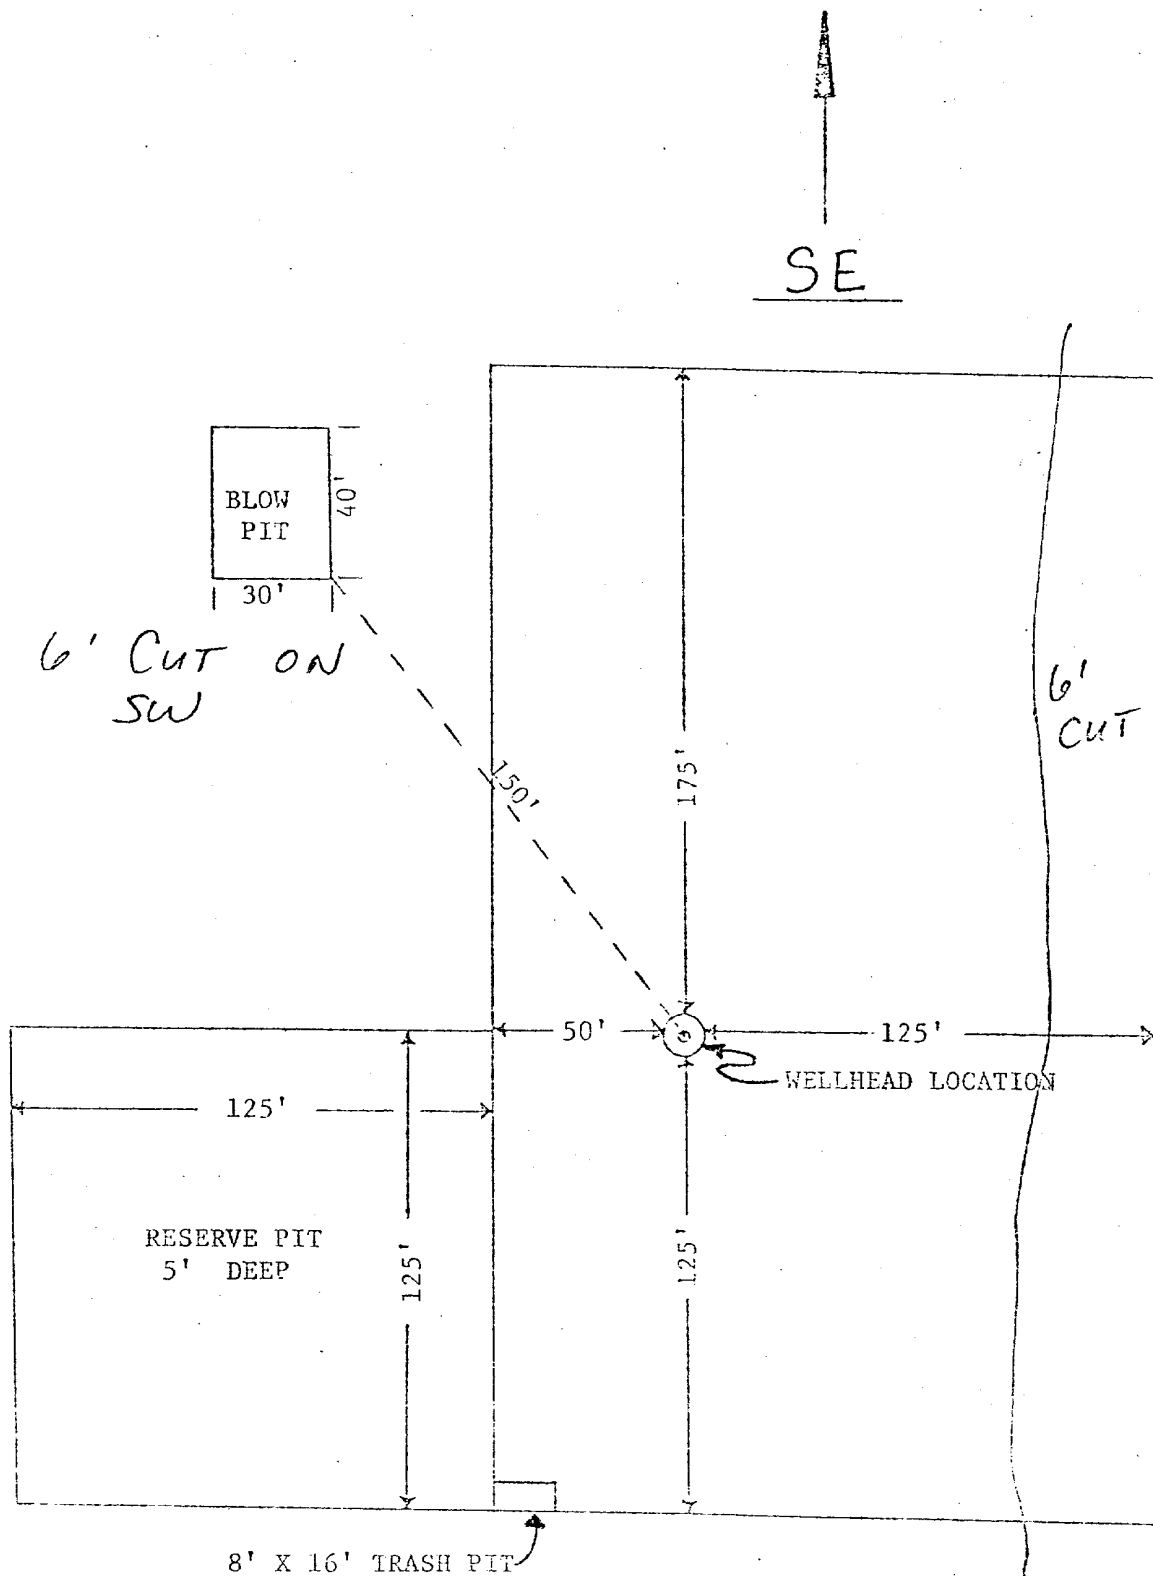 SE
BLOW
PIT
40'
30'
6' CUT ON
SW
6'
CUT
150'
175'
50'
125'
WELLHEAD LOCATION
125'
RESERVE PIT
5' DEEP
125'
125'
8' X 16' TRASH PIT